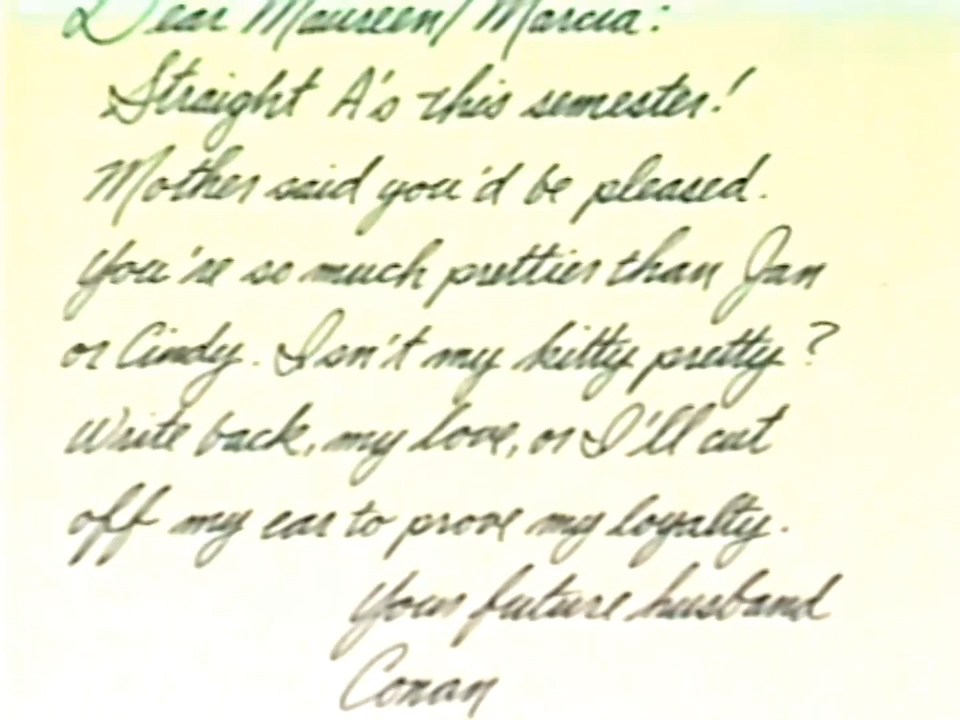 Dear Maureen/Marcia:
Straight A's this semester!
Mother said you'd be pleased.
You're so much prettier than Jan
or Cindy. Isn't my kitty pretty?
Write back, my love, or I'll cut
off my ear to prove my loyalty.
Your future husband
Conan